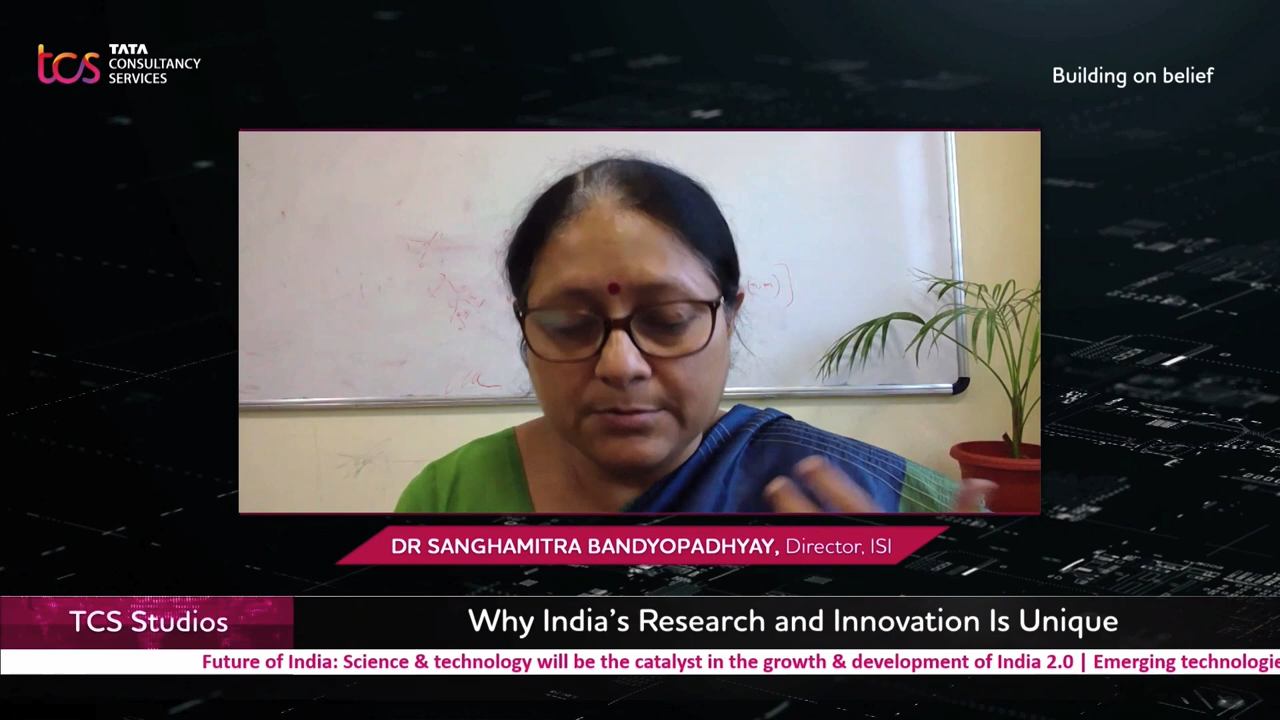 tcs TATA
CONSULTANCY
SERVICES
Building on belief
DR SANGHAMITRA BANDYOPADHYAY, Director, ISI
TCS Studios
Why India's Research and Innovation Is Unique
Future of India: Science & technology will be the catalyst in the growth & development of India 2.0 | Emerging